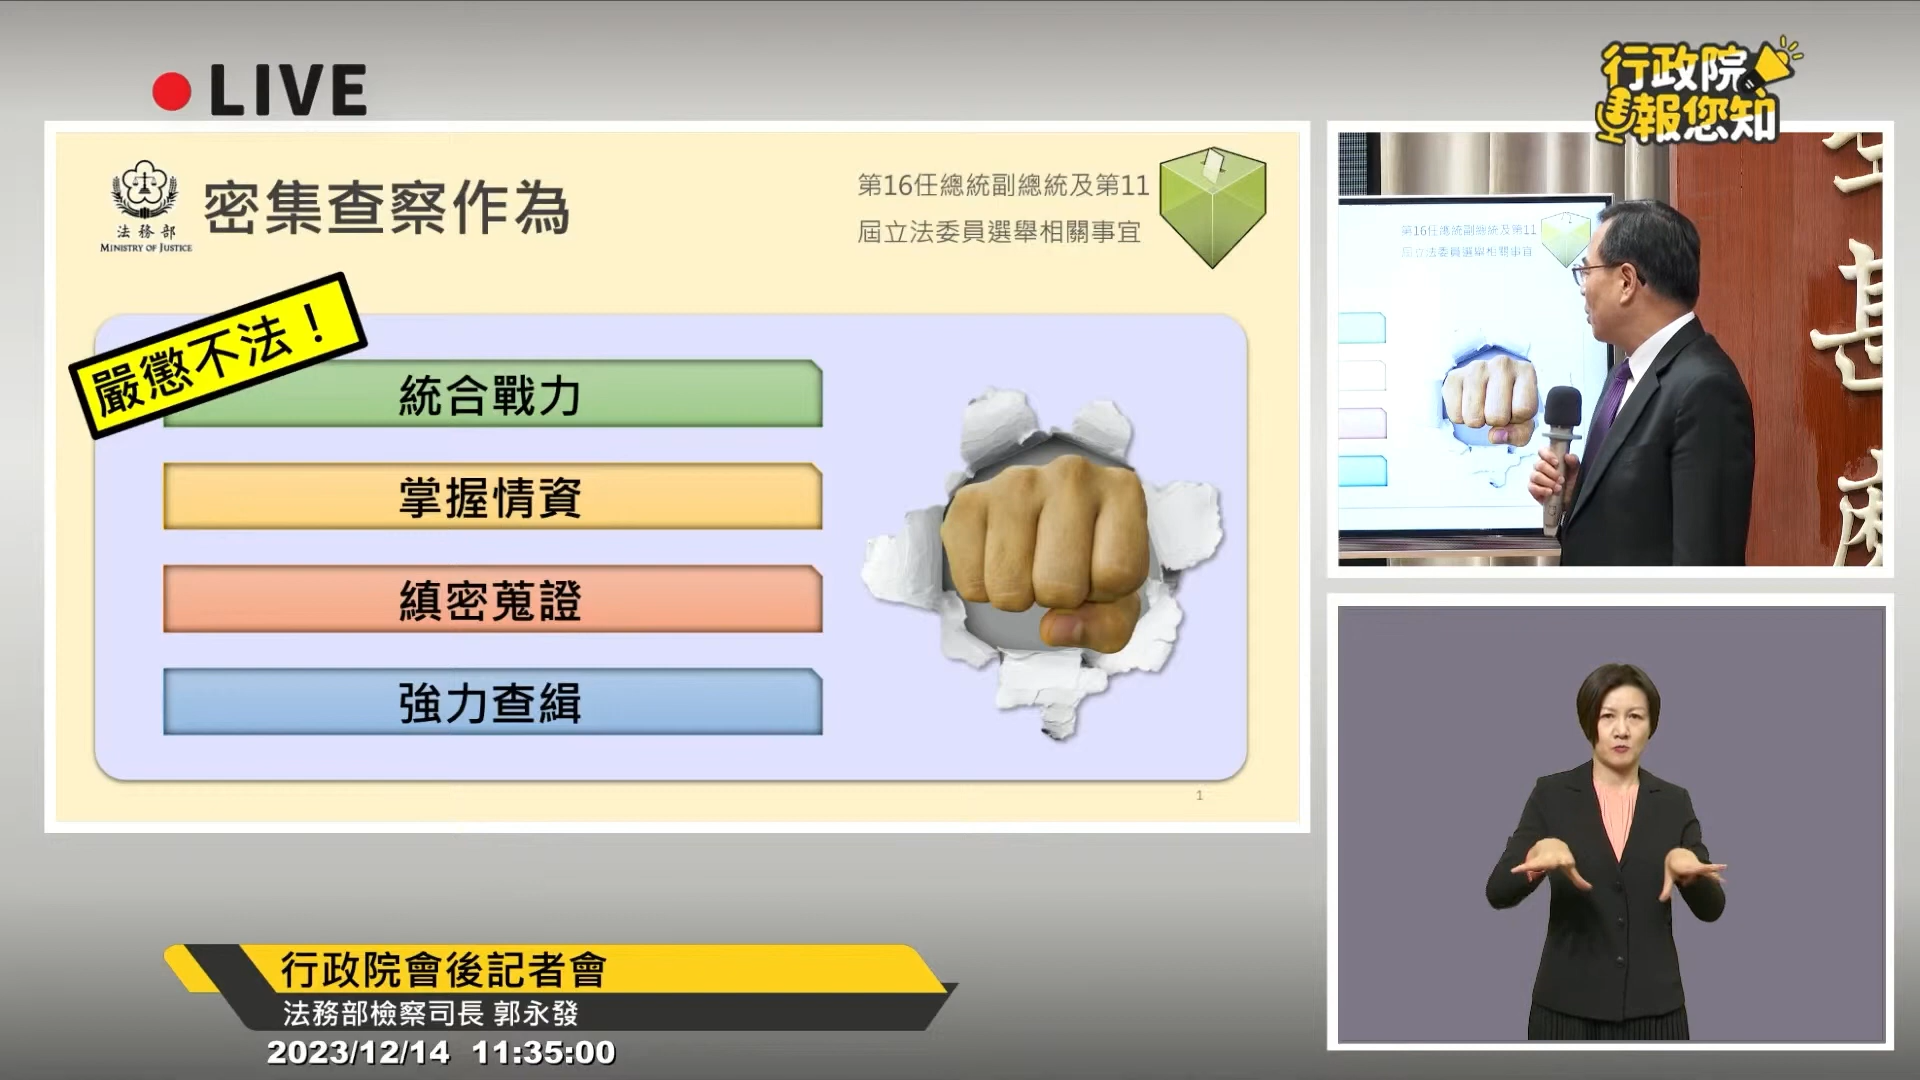 LIVE
行政院
報您知
法務部
MINISTRY OF JUSTICE
密集查察作為
第16任總統副總統及第11
屆立法委員選舉相關事宜
嚴懲不法！
統合戰力
掌握情資
縝密蒐證
強力查緝
1
第16任總統副總統及第11
屆立法委員選舉相關事宜
行政院會後記者會
法務部檢察司長 郭永發
2023/12/14 11:35:00